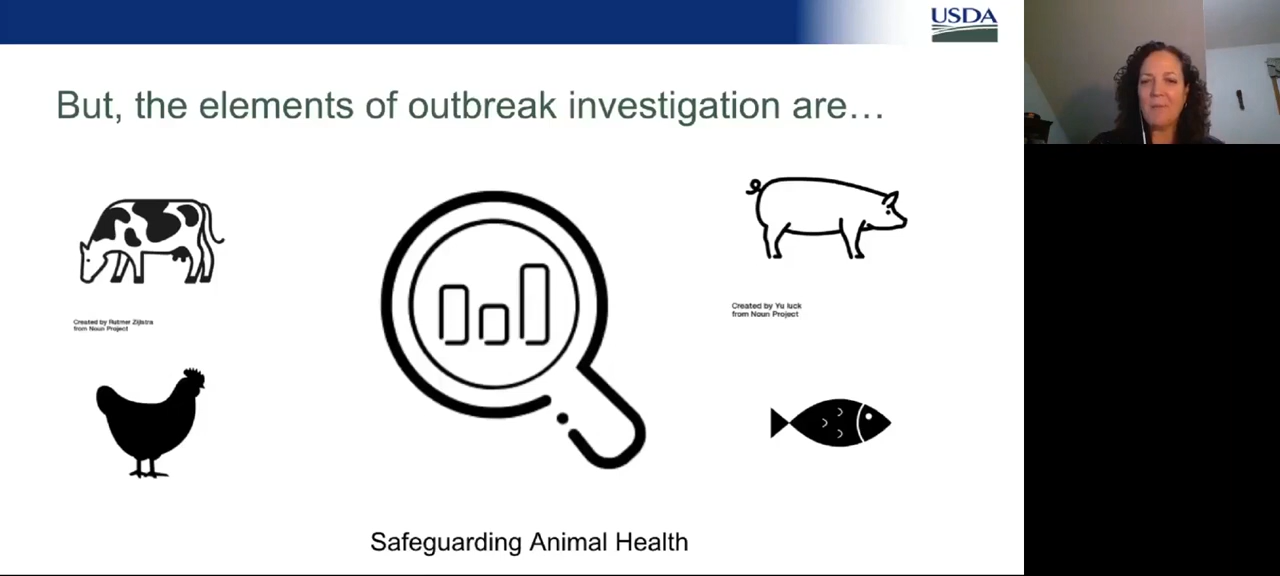 USDA
But, the elements of outbreak investigation are…
Created by Rutmer Zijlstra
from Noun Project
Created by Yu luck
from Noun Project
Safeguarding Animal Health